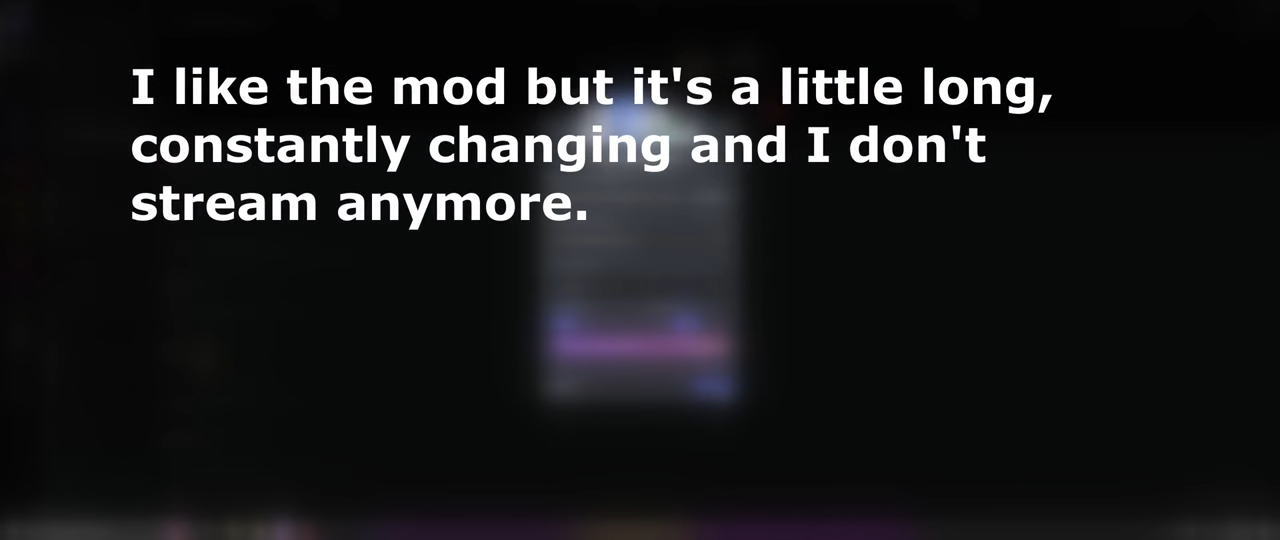 I like the mod but it's a little long,
constantly changing and I don't
stream anymore.